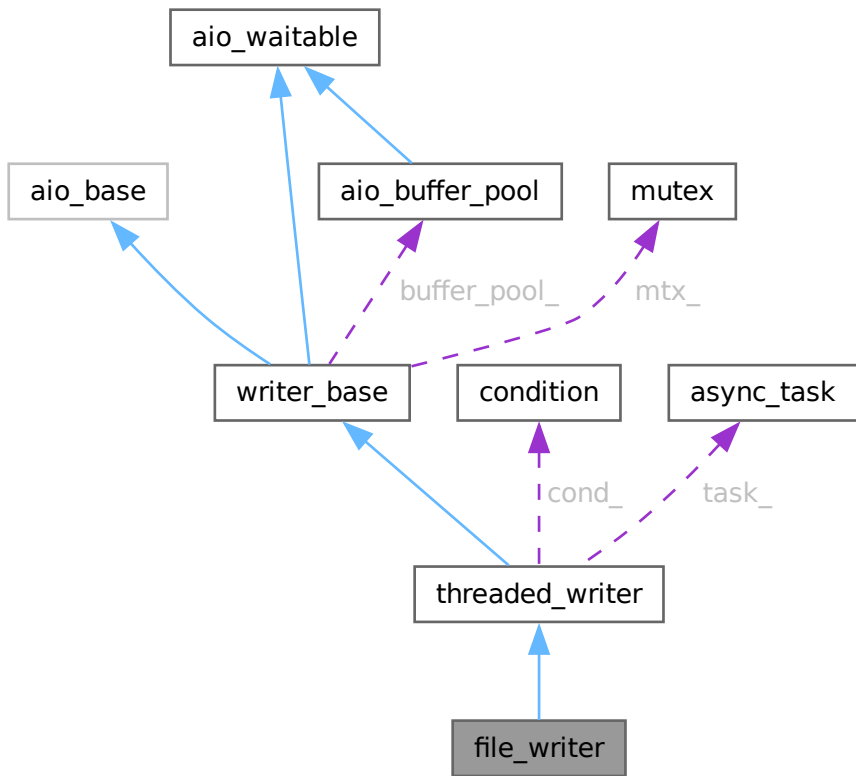 aio_waitable
aio_base
aio_buffer_pool
mutex
buffer_pool_
mtx_
writer_base
condition
async_task
cond_
task_
threaded_writer
file_writer